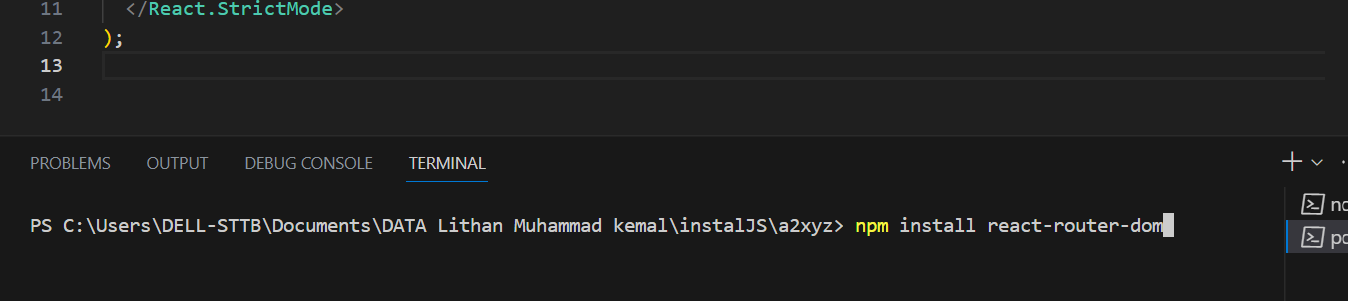 11 </React.StrictMode>
12 );
13
14
PROBLEMS OUTPUT DEBUG CONSOLE TERMINAL
PS C:\Users\DELL-STTB\Documents\DATA Lithan Muhammad kemal\instalJS\a2xyz> npm install react-router-dom